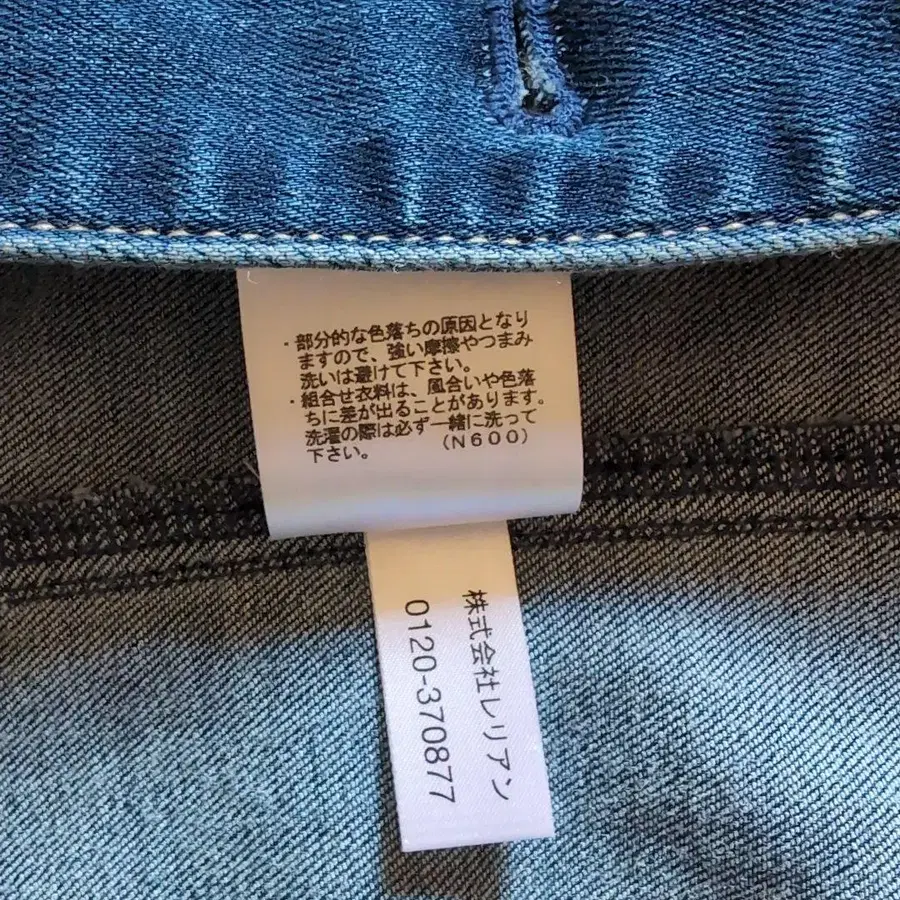 ・部分的な色落ちの原因となり
ますので、強い摩擦やつまみ
洗いは避けて下さい。
・組合せ衣料は、風合いや色落
ちに差が出ることがあります。
洗濯の際は必ず一緒に洗って
下さい。 (N600)
株式会社レリアン
0120-370877